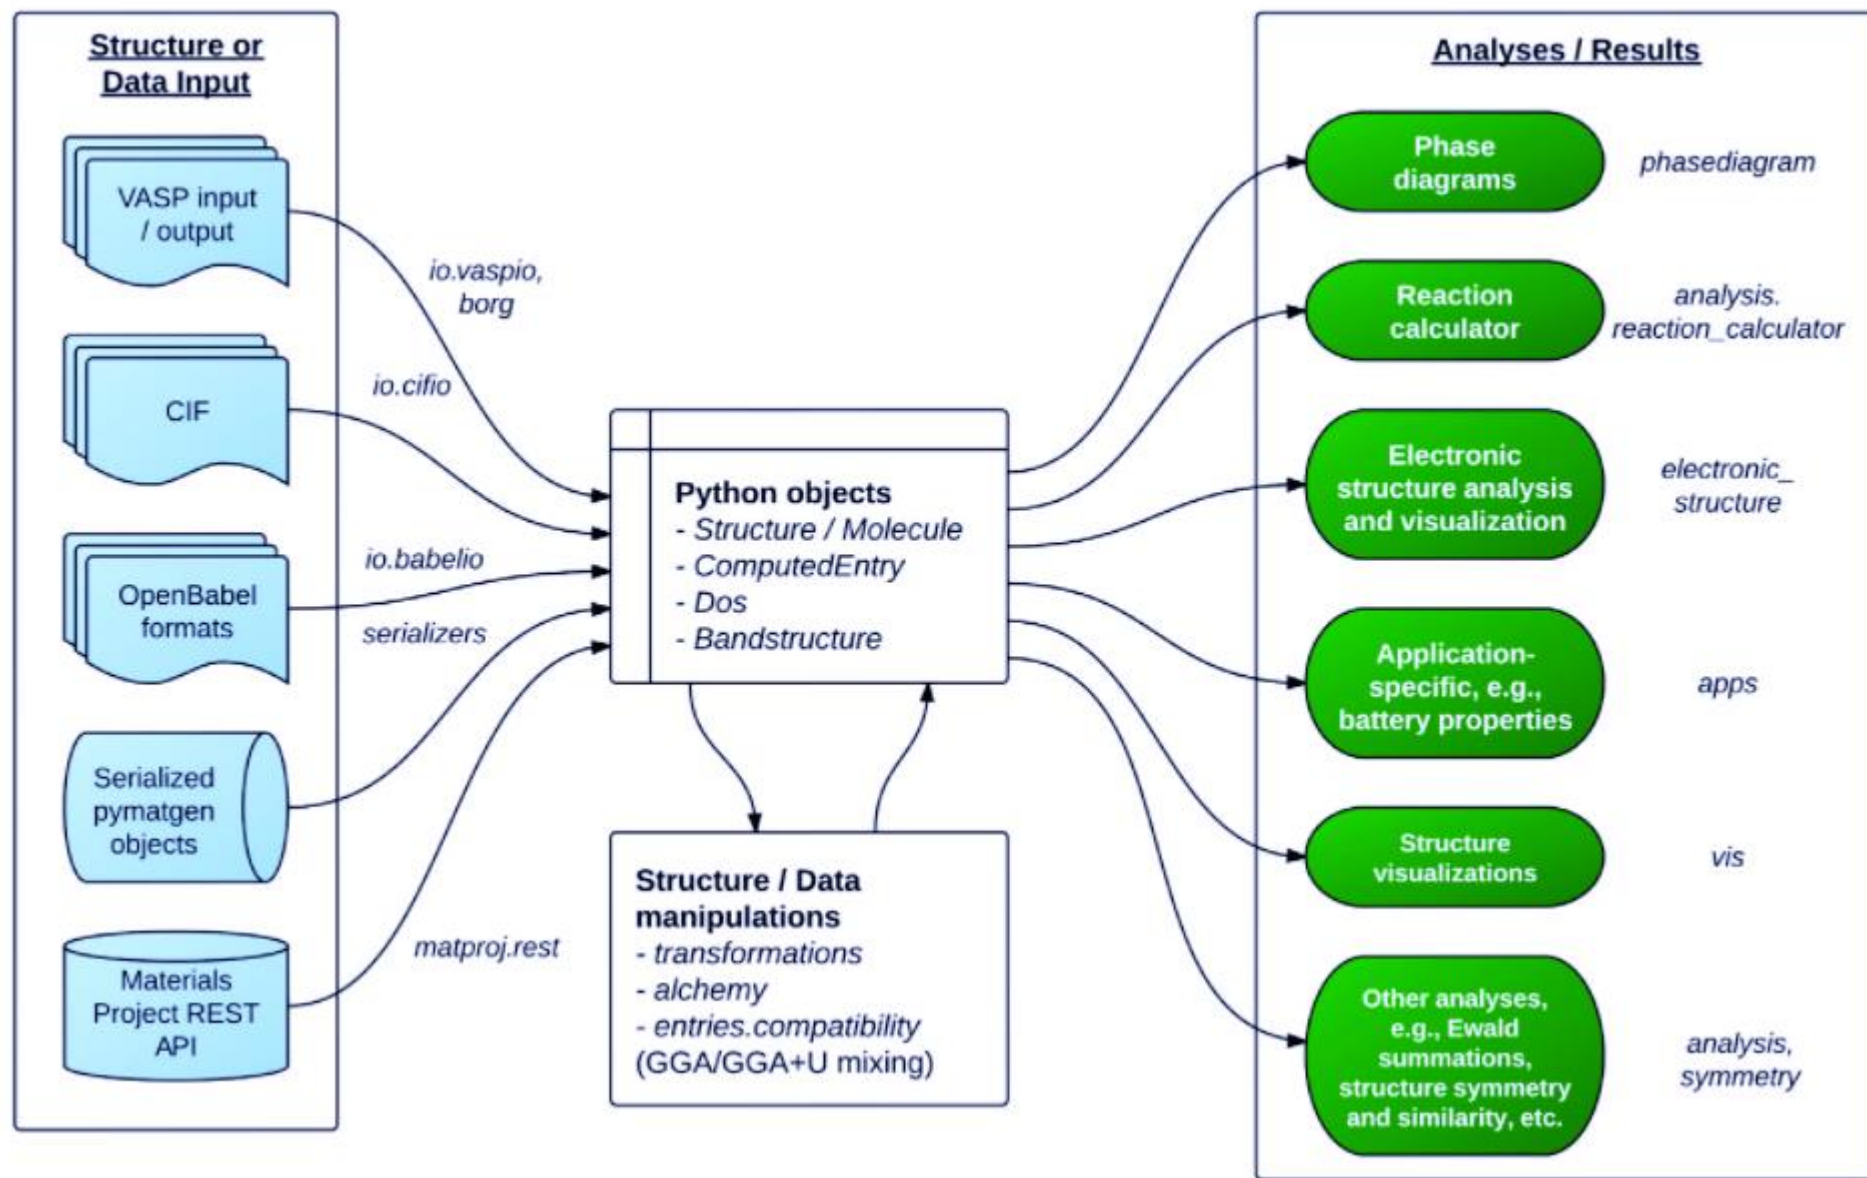 Structure or
Data Input
VASP input
/ output
CIF
OpenBabel
formats
Serialized
pymatgen
objects
Materials
Project REST
API
io.vaspio,
borg
io.cifio
io.babelio
serializers
matproj.rest
Python objects
- Structure / Molecule
- ComputedEntry
- Dos
- Bandstructure
Structure / Data
manipulations
- transformations
- alchemy
- entries.compatibility
(GGA/GGA+U mixing)
Analyses / Results
Phase
diagrams
phasediagram
Reaction
calculator
analysis.
reaction_calculator
Electronic
structure analysis
and visualization
electronic_
structure
Application-
specific, e.g.,
battery properties
apps
Structure
visualizations
vis
Other analyses,
e.g., Ewald
summations,
structure symmetry
and similarity, etc.
analysis,
symmetry